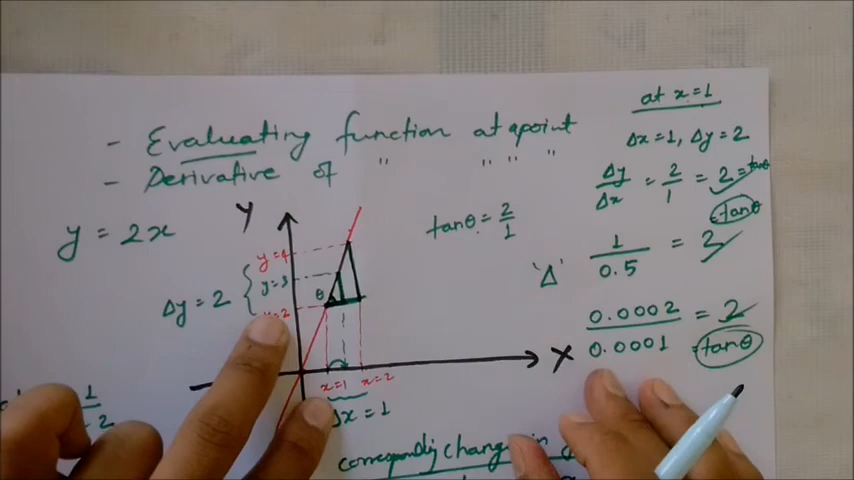 - Evaluating function at a point
- Derivative of " " " "
y = 2x
Y
y=4
y=3
Δy = 2
θ
x=1 x=2
Δx = 1
X
tanθ = 2/1
at x=1
Δx=1, Δy=2
Δy/Δx = 2/1 = 2 = tanθ
tanθ
'Δ' 1/0.5 = 2
0.0002/0.0001 = 2
= tanθ
correspondig change in